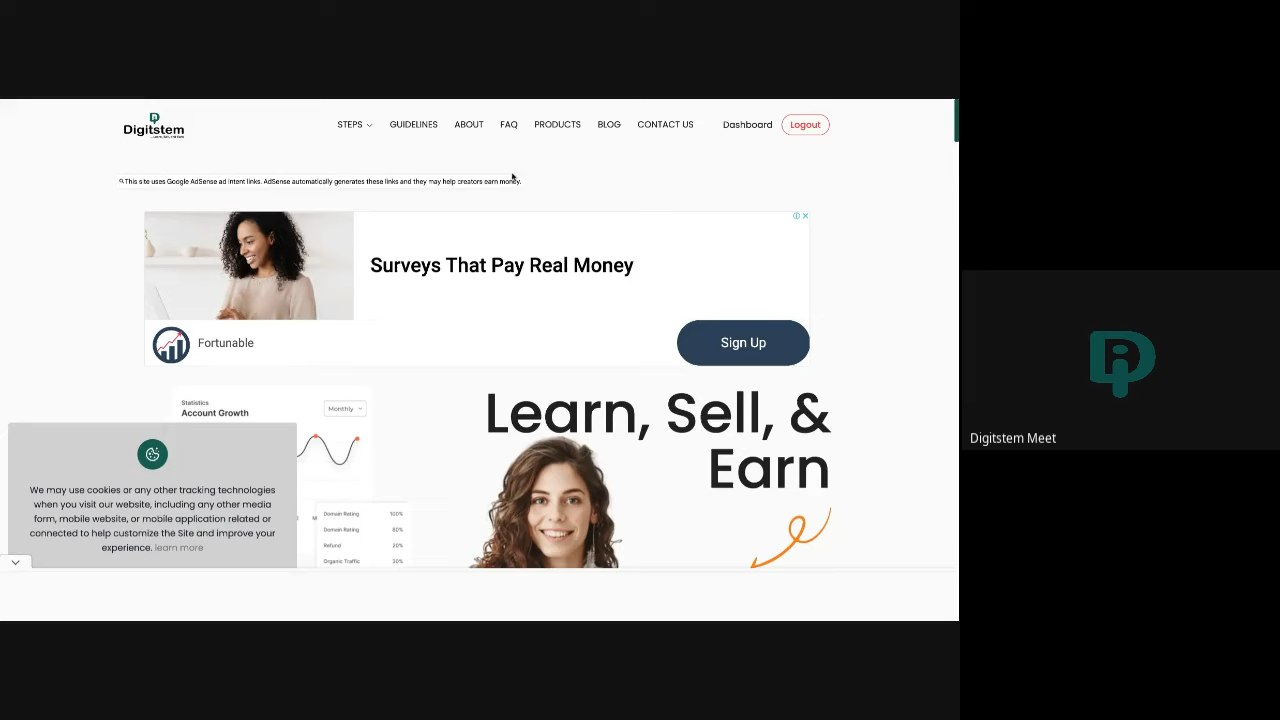 Digitstem
STEPS
GUIDELINES
ABOUT
FAQ
PRODUCTS
BLOG
CONTACT US
Dashboard
Logout
This site uses Google AdSense ad intent links. AdSense automatically generates these links and they may help creators earn money.
Surveys That Pay Real Money
Fortunable
Sign Up
Statistics
Account Growth
Monthly
Learn, Sell, &
Earn
We may use cookies or any other tracking technologies
when you visit our website, including any other media
form, mobile website, or mobile application related or
connected to help customize the Site and improve your
experience. learn more
M
Domain Rating 100%
Domain Rating 80%
Refund 20%
Organic Traffic 30%
Digitstem Meet